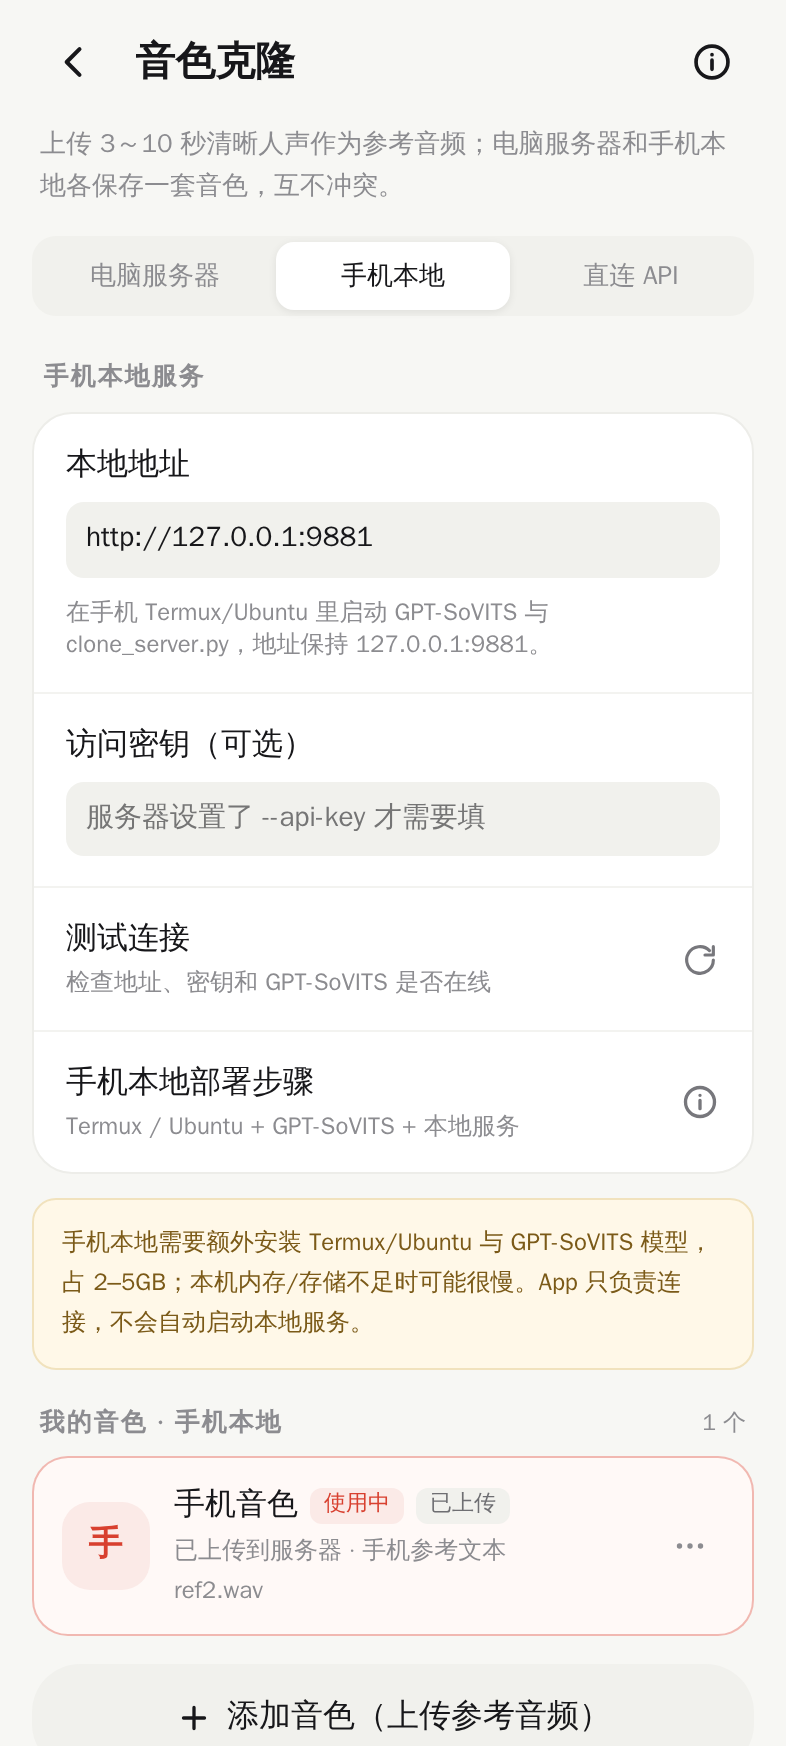 音色克隆
上传 3～10 秒清晰人声作为参考音频；电脑服务器和手机本
地各保存一套音色，互不冲突。
电脑服务器
手机本地
直连 API
手机本地服务
本地地址
http://127.0.0.1:9881
在手机 Termux/Ubuntu 里启动 GPT-SoVITS 与
clone_server.py，地址保持 127.0.0.1:9881。
访问密钥（可选）
服务器设置了 --api-key 才需要填
测试连接
检查地址、密钥和 GPT-SoVITS 是否在线
手机本地部署步骤
Termux / Ubuntu + GPT-SoVITS + 本地服务
手机本地需要额外安装 Termux/Ubuntu 与 GPT-SoVITS 模型，
占 2–5GB；本机内存/存储不足时可能很慢。App 只负责连
接，不会自动启动本地服务。
我的音色 · 手机本地
1 个
手
手机音色 使用中 已上传
已上传到服务器 · 手机参考文本
ref2.wav
添加音色（上传参考音频）